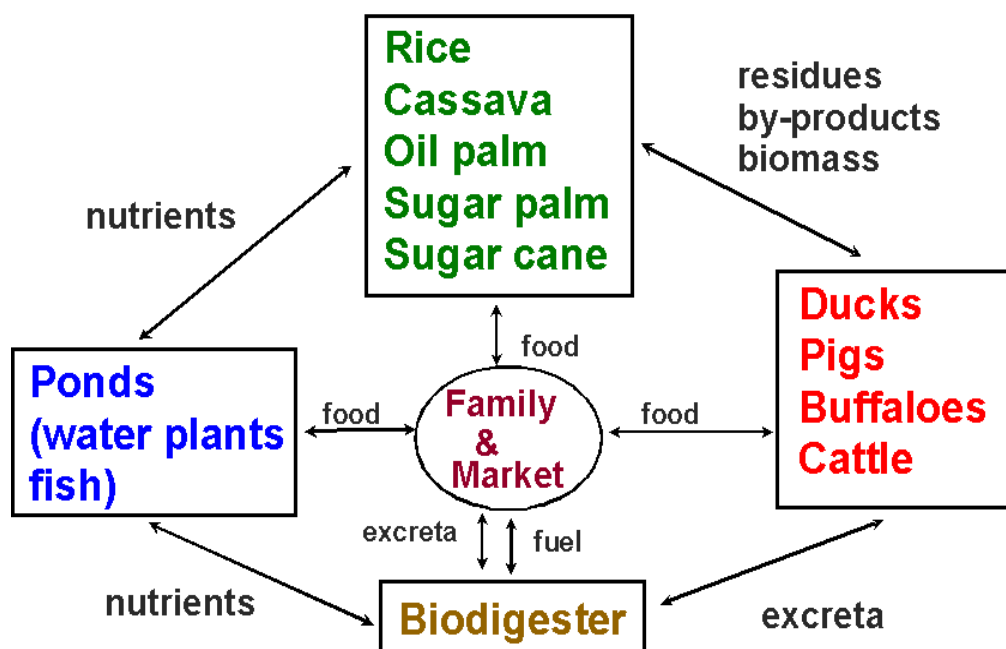 Rice
Cassava
Oil palm
Sugar palm
Sugar cane
residues
by-products
biomass
nutrients
food
Ducks
Pigs
Buffaloes
Cattle
Ponds
(water plants
fish)
food
Family
&
Market
food
excreta
fuel
nutrients
Biodigester
excreta